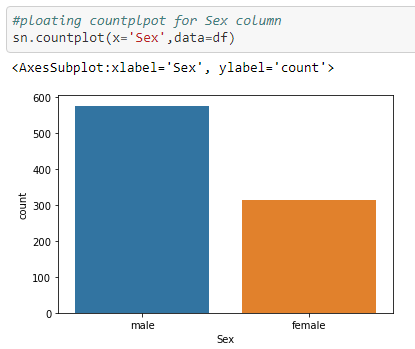 #ploating countplpot for Sex column
sn.countplot(x='Sex',data=df)
<AxesSubplot:xlabel='Sex', ylabel='count'>
600
500
400
300
200
100
0
count
male female
Sex